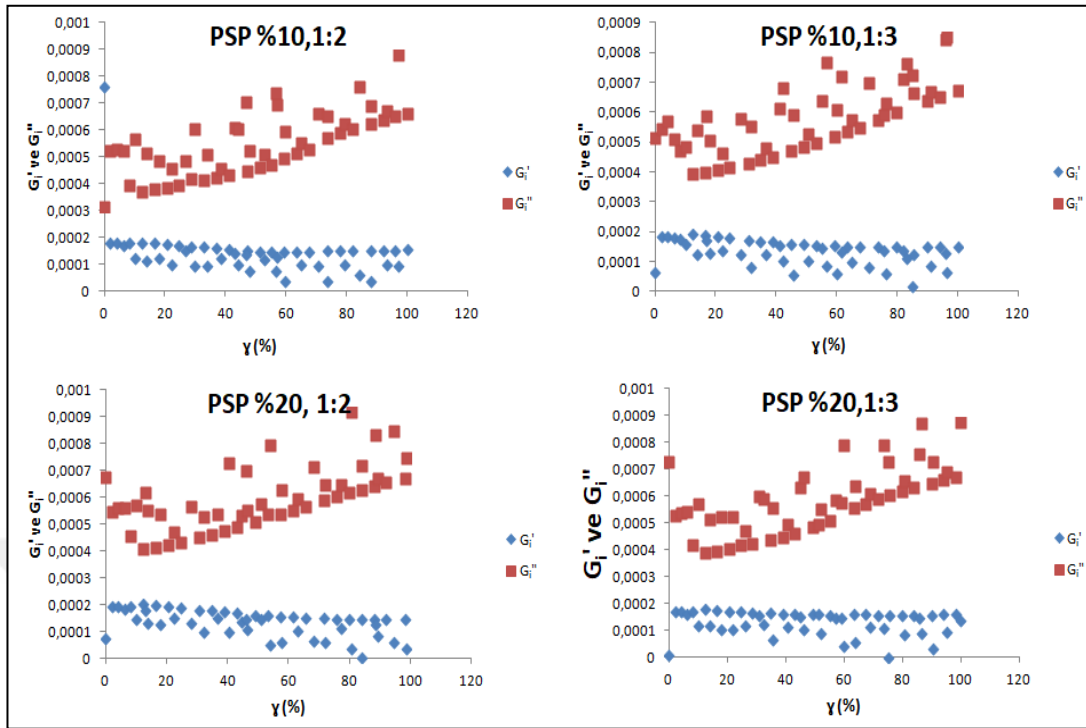 PSP %10,1:2
0,001
0,0009
0,0008
0,0007
0,0006
0,0005
0,0004
0,0003
0,0002
0,0001
0
0 20 40 60 80 100 120
Gᵢ' ve Gᵢ"
ɣ (%)
Gᵢ'
Gᵢ"
PSP %10,1:3
0,0009
0,0008
0,0007
0,0006
0,0005
0,0004
0,0003
0,0002
0,0001
0
0 20 40 60 80 100 120
Gᵢ' ve Gᵢ"
ɣ (%)
Gᵢ'
Gᵢ"
PSP %20, 1:2
0,001
0,0009
0,0008
0,0007
0,0006
0,0005
0,0004
0,0003
0,0002
0,0001
0
0 20 40 60 80 100 120
Gᵢ' ve Gᵢ"
ɣ (%)
Gᵢ'
Gᵢ"
PSP %20,1:3
0,001
0,0009
0,0008
0,0007
0,0006
0,0005
0,0004
0,0003
0,0002
0,0001
0
0 20 40 60 80 100 120
Gᵢ' ve Gᵢ"
ɣ (%)
Gᵢ'
Gᵢ"